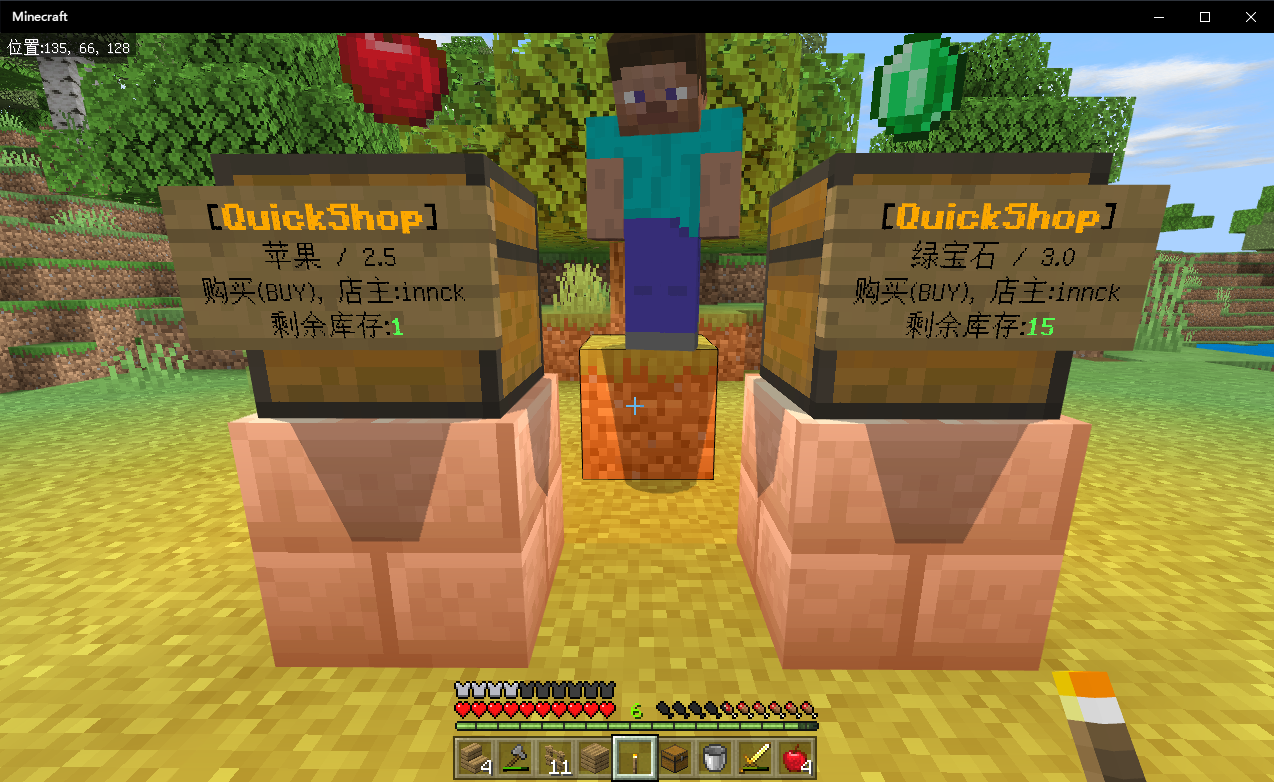 Minecraft
位置:135, 66, 128
[QuickShop]
苹果 / 2.5
购买(BUY), 店主:innck
剩余库存:1
[QuickShop]
绿宝石 / 3.0
购买(BUY), 店主:innck
剩余库存:15
6
4
11
4